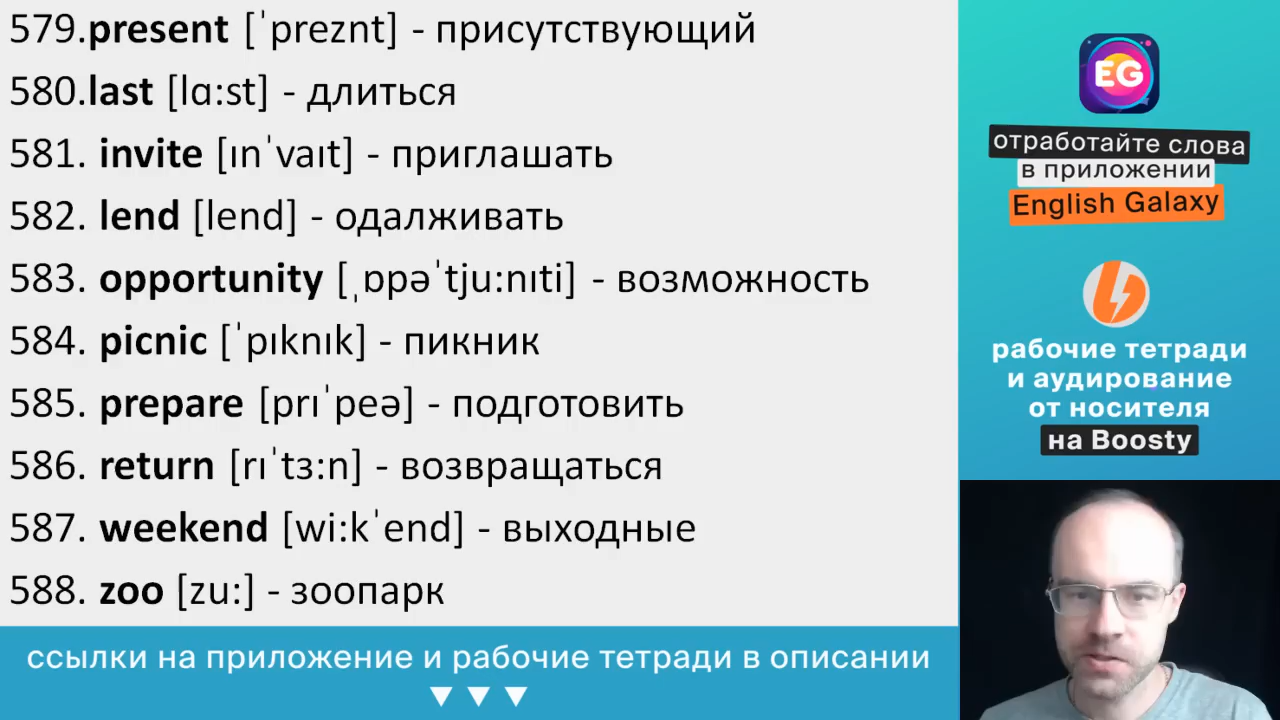 579.present [ˈpreznt] - присутствующий
580.last [lɑ:st] - длиться
581. invite [ɪnˈvaɪt] - приглашать
582. lend [lend] - одалживать
583. opportunity [ˌɒpəˈtju:nɪti] - возможность
584. picnic [ˈpɪknɪk] - пикник
585. prepare [prɪˈpeə] - подготовить
586. return [rɪˈtɜ:n] - возвращаться
587. weekend [wi:kˈend] - выходные
588. zoo [zu:] - зоопарк
ссылки на приложение и рабочие тетради в описании
EG
отработайте слова
в приложении
English Galaxy
рабочие тетради
и аудирование
от носителя
на Boosty